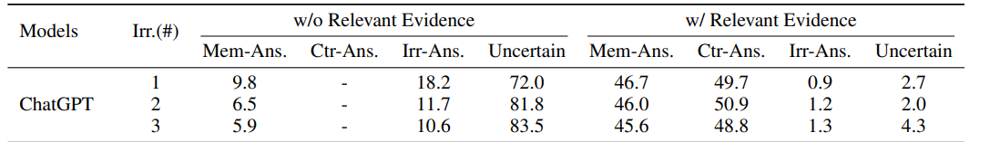 Models Irr.(#) w/o Relevant Evidence w/ Relevant Evidence
Mem-Ans. Ctr-Ans. Irr-Ans. Uncertain Mem-Ans. Ctr-Ans. Irr-Ans. Uncertain
1 9.8 - 18.2 72.0 46.7 49.7 0.9 2.7
ChatGPT 2 6.5 - 11.7 81.8 46.0 50.9 1.2 2.0
3 5.9 - 10.6 83.5 45.6 48.8 1.3 4.3